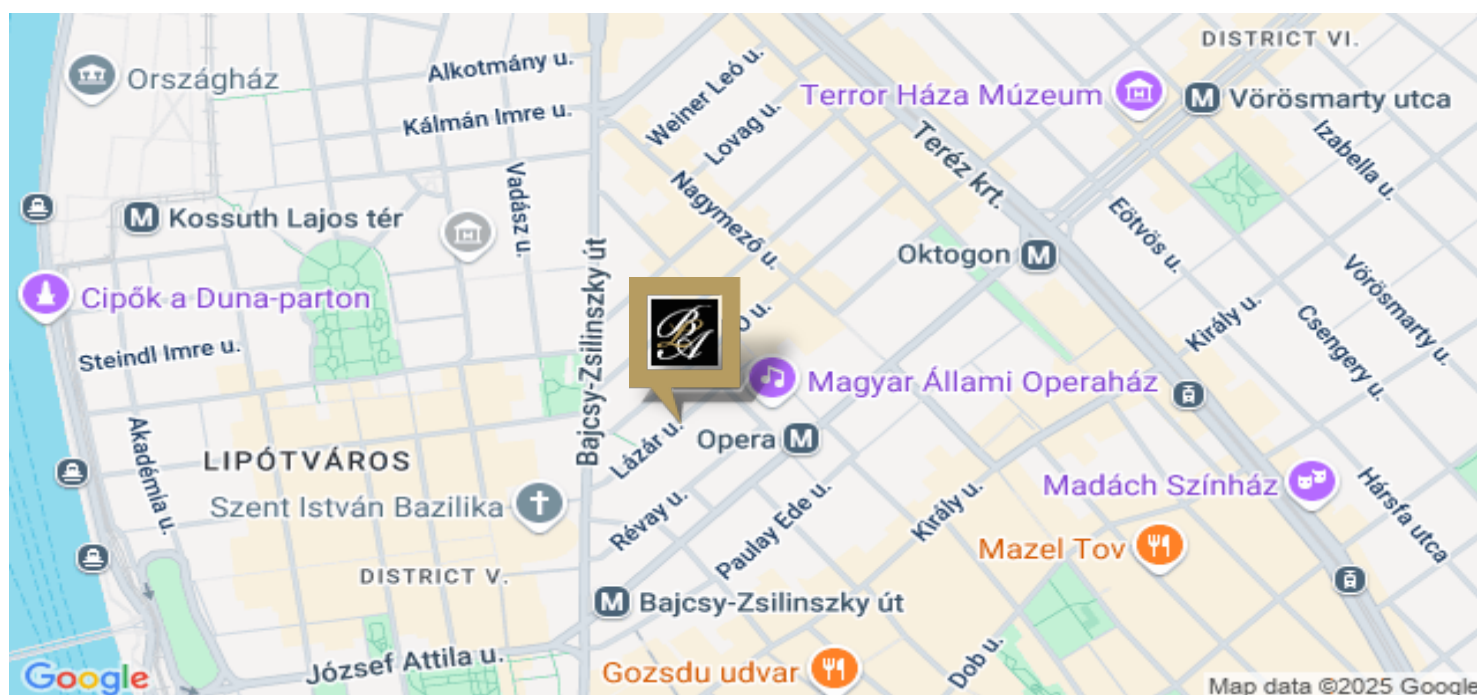 DISTRICT VI.
Országház
Alkotmány u.
Weiner Leó u.
Terror Háza Múzeum
M Vörösmarty utca
Kálmán Imre u.
Lovag u.
Teréz krt.
Izabella u.
Vadász u.
Nagymező u.
Eötvös u.
M Kossuth Lajos tér
Oktogon M
Vörösmarty u.
Cipők a Duna-parton
Bajcsy-Zsilinszky út
Király u.
Csengery u.
Steindl Imre u.
BLA
u.
Magyar Állami Operaház
Lázár u.
Opera M
Akadémia u.
LIPÓTVÁROS
Szent István Bazilika
Révay u.
Paulay Ede u.
Király u.
Madách Színház
Hársfa utca
Mazel Tov
DISTRICT V.
M Bajcsy-Zsilinszky út
József Attila u.
Gozsdu udvar
Dob u.
Google
Map data ©2025 Google